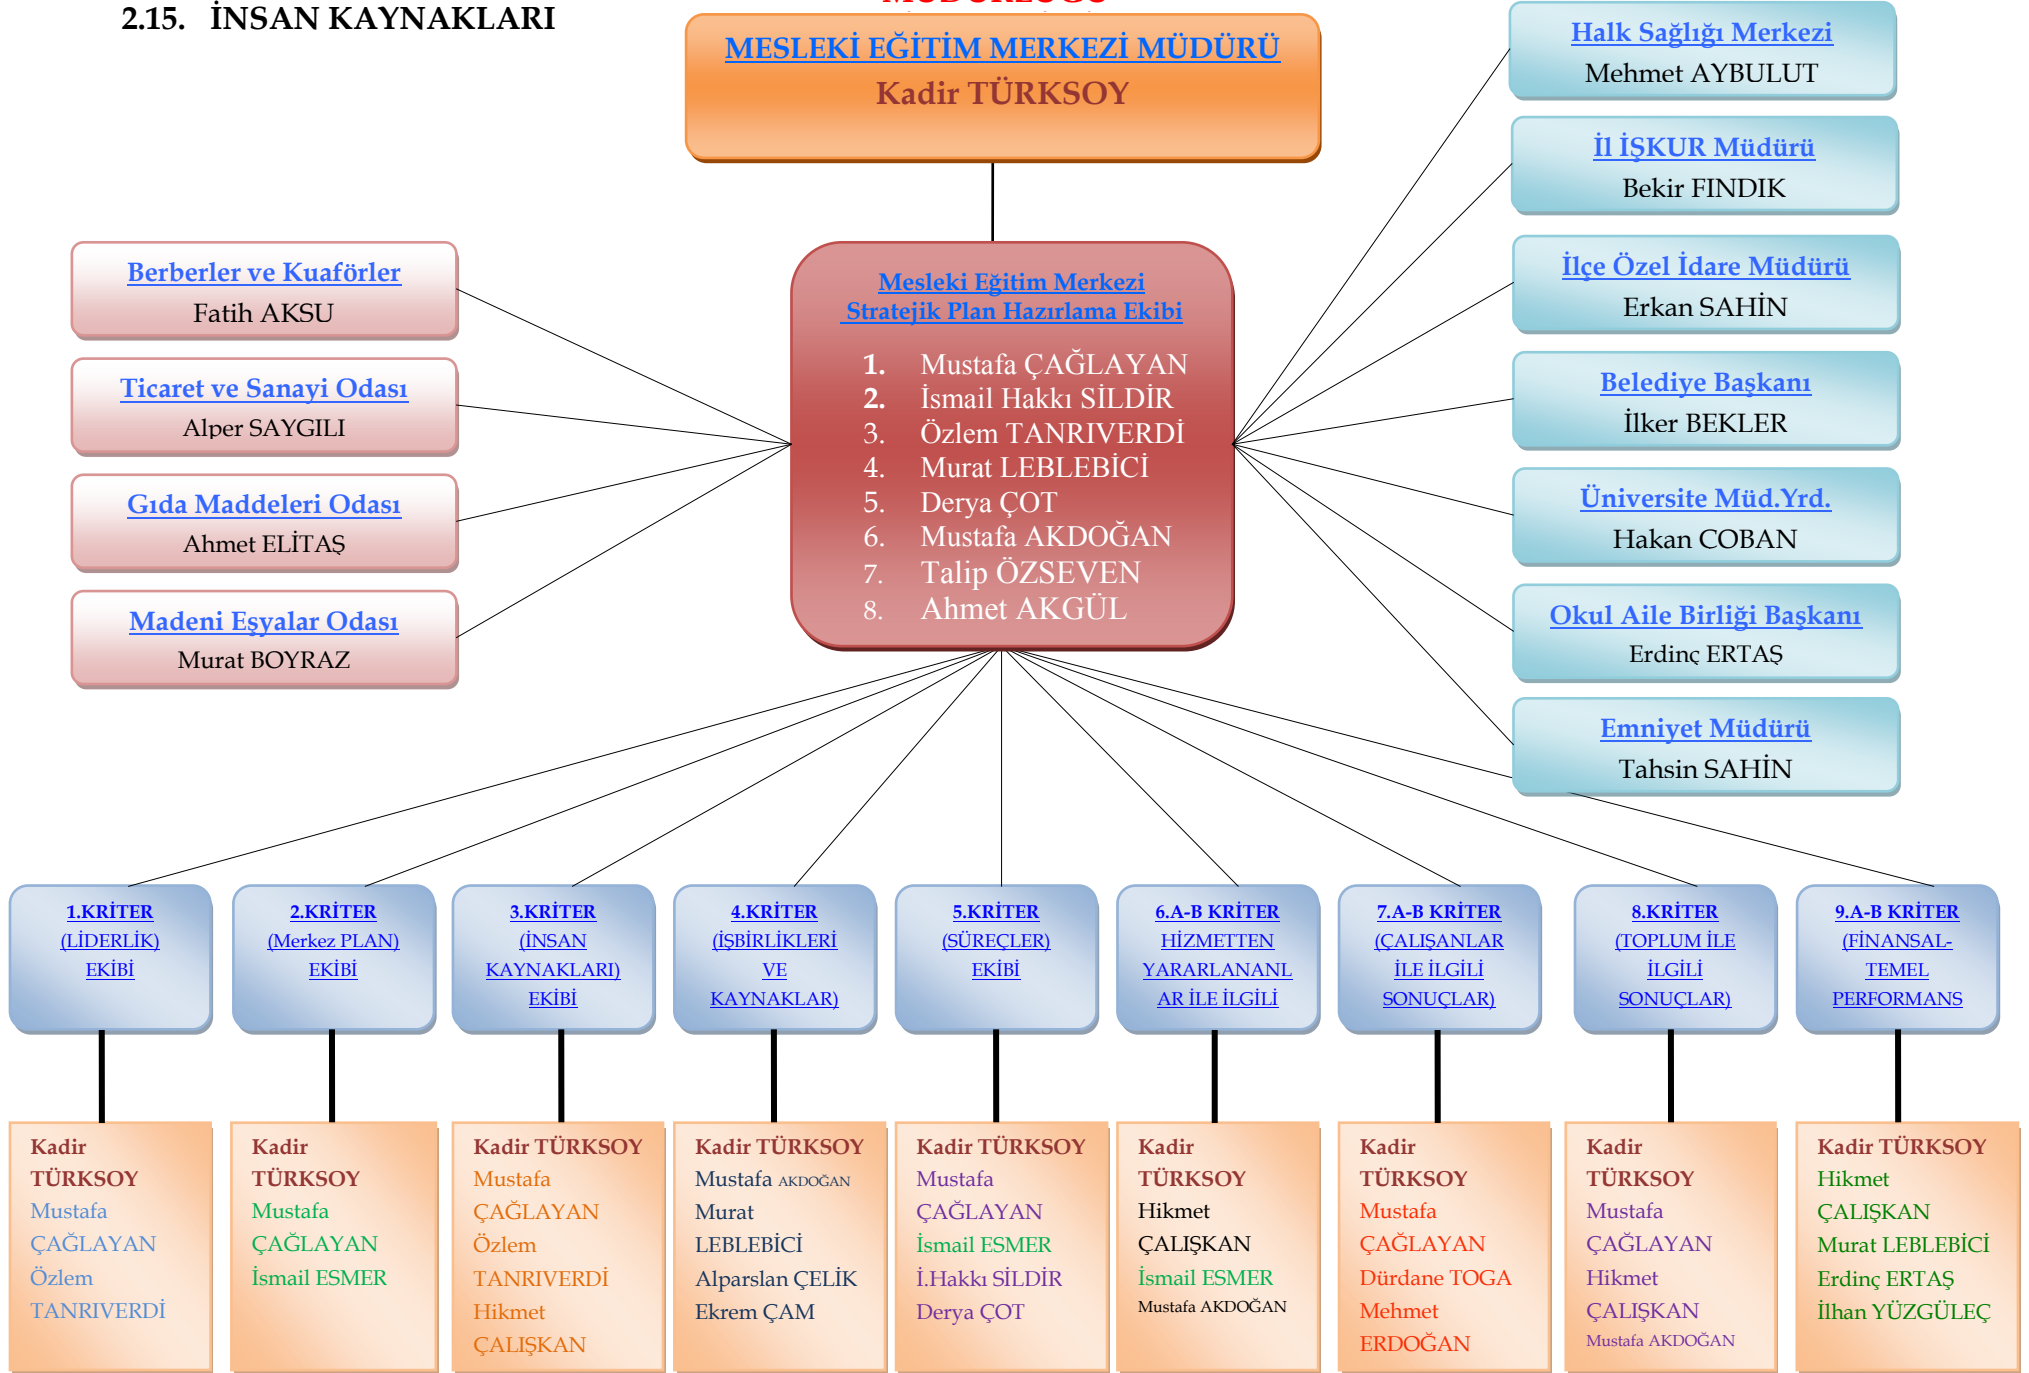 2.15. İNSAN KAYNAKLARI
MÜDÜRLÜĞÜ
MESLEKİ EĞİTİM MERKEZİ MÜDÜRÜ
Kadir TÜRKSOY
Berberler ve Kuaförler
Fatih AKSU
Ticaret ve Sanayi Odası
Alper SAYGILI
Gıda Maddeleri Odası
Ahmet ELİTAŞ
Madeni Eşyalar Odası
Murat BOYRAZ
Mesleki Eğitim Merkezi
Stratejik Plan Hazırlama Ekibi
1. Mustafa ÇAĞLAYAN
2. İsmail Hakkı SİLDİR
3. Özlem TANRIVERDİ
4. Murat LEBLEBİCİ
5. Derya ÇOT
6. Mustafa AKDOĞAN
7. Talip ÖZSEVEN
8. Ahmet AKGÜL
Halk Sağlığı Merkezi
Mehmet AYBULUT
İl İŞKUR Müdürü
Bekir FINDIK
İlçe Özel İdare Müdürü
Erkan SAHİN
Belediye Başkanı
İlker BEKLER
Üniversite Müd.Yrd.
Hakan COBAN
Okul Aile Birliği Başkanı
Erdinç ERTAŞ
Emniyet Müdürü
Tahsin SAHİN
1.KRİTER
(LİDERLİK)
EKİBİ
2.KRİTER
(Merkez PLAN)
EKİBİ
3.KRİTER
(İNSAN
KAYNAKLARI)
EKİBİ
4.KRİTER
(İŞBİRLİKLERİ
VE
KAYNAKLAR)
5.KRİTER
(SÜREÇLER)
EKİBİ
6.A-B KRİTER
HİZMETTEN
YARARLANANL
AR İLE İLGİLİ
7.A-B KRİTER
(ÇALIŞANLAR
İLE İLGİLİ
SONUÇLAR)
8.KRİTER
(TOPLUM İLE
İLGİLİ
SONUÇLAR)
9.A-B KRİTER
(FİNANSAL-
TEMEL
PERFORMANS
Kadir
TÜRKSOY
Mustafa
ÇAĞLAYAN
Özlem
TANRIVERDİ
Kadir
TÜRKSOY
Mustafa
ÇAĞLAYAN
İsmail ESMER
Kadir TÜRKSOY
Mustafa
ÇAĞLAYAN
Özlem
TANRIVERDİ
Hikmet
ÇALIŞKAN
Kadir TÜRKSOY
Mustafa AKDOĞAN
Murat
LEBLEBİCİ
Alparslan ÇELİK
Ekrem ÇAM
Kadir TÜRKSOY
Mustafa
ÇAĞLAYAN
İsmail ESMER
İ.Hakkı SİLDİR
Derya ÇOT
Kadir
TÜRKSOY
Hikmet
ÇALIŞKAN
İsmail ESMER
Mustafa AKDOĞAN
Kadir
TÜRKSOY
Mustafa
ÇAĞLAYAN
Dürdane TOGA
Mehmet
ERDOĞAN
Kadir
TÜRKSOY
Mustafa
ÇAĞLAYAN
Hikmet
ÇALIŞKAN
Mustafa AKDOĞAN
Kadir TÜRKSOY
Hikmet
ÇALIŞKAN
Murat LEBLEBİCİ
Erdinç ERTAŞ
İlhan YÜZGÜLEÇ